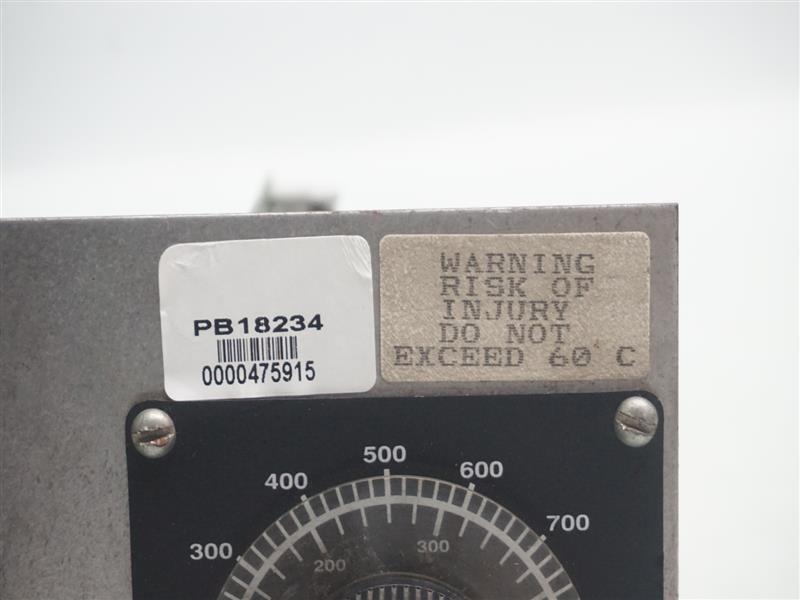 PB18234
0000475915
WARNING
RISK OF
INJURY
DO NOT
EXCEED 60 C
500
400
600
300
700
200
300